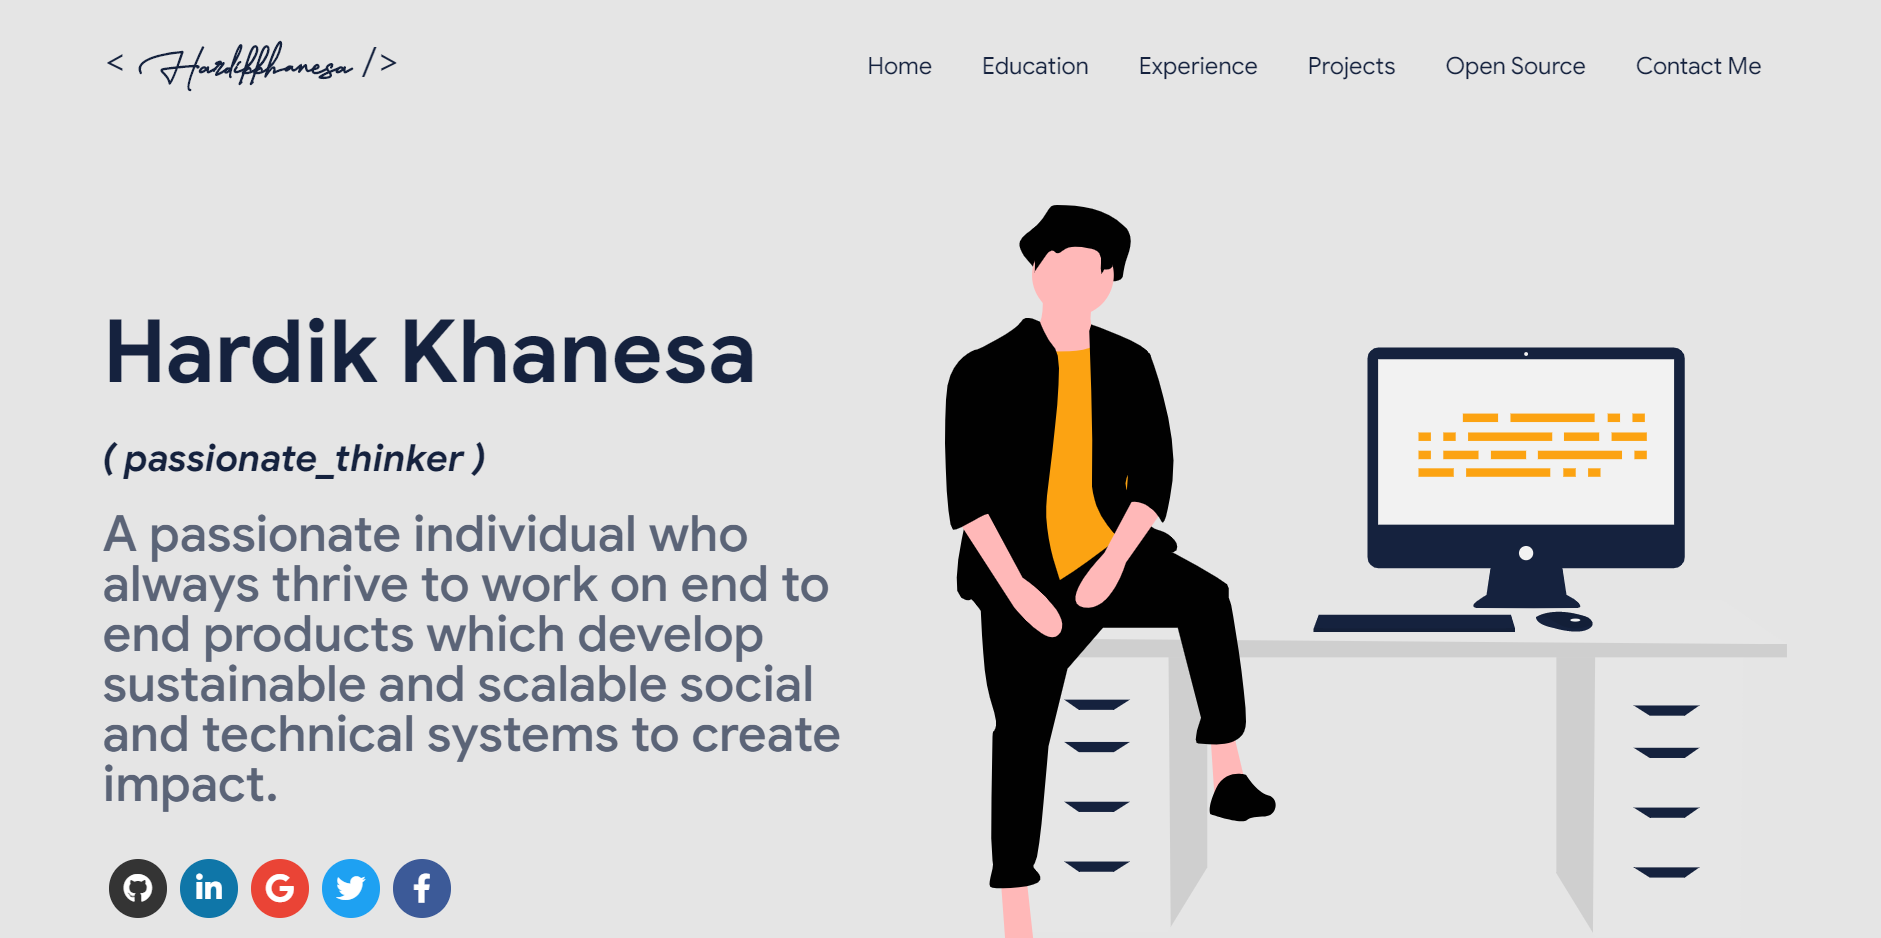 < Hardikkhanesa />
Home Education Experience Projects Open Source Contact Me
Hardik Khanesa
( passionate_thinker )
A passionate individual who
always thrive to work on end to
end products which develop
sustainable and scalable social
and technical systems to create
impact.